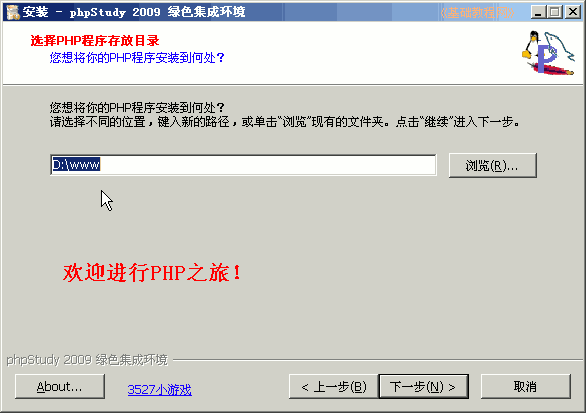 安装 - phpStudy 2009 绿色集成环境
选择PHP程序存放目录
您想将你的PHP程序安装到何处？
您想将你的PHP程序安装到何处？
请选择不同的位置，键入新的路径，或单击“浏览”现有的文件夹。点击“继续”进入下一步。
D:\www
浏览(R)...
欢迎进行PHP之旅！
phpStudy 2009 绿色集成环境
About...
3527小游戏
< 上一步(B)
下一步(N) >
取消